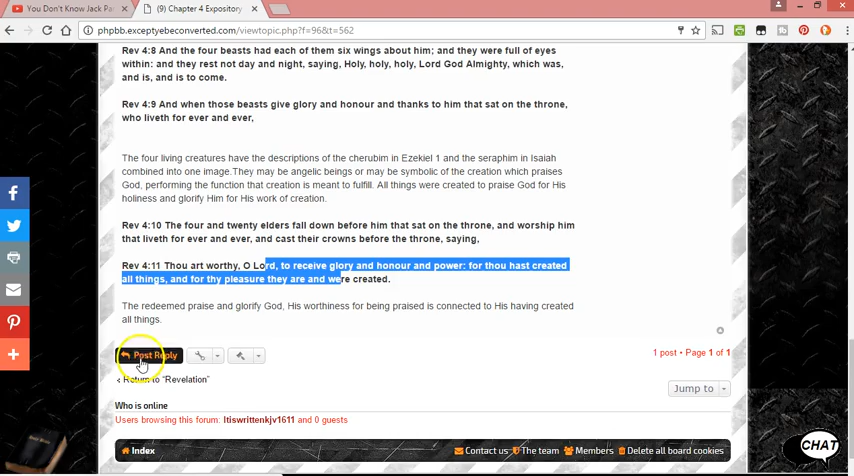 You Don't Know Jack Pa
(9) Chapter 4 Expository
phpbb.exceptyebeconverted.com/viewtopic.php?f=96&t=562
Rev 4:8 And the four beasts had each of them six wings about him; and they were full of eyes
within: and they rest not day and night, saying, Holy, holy, holy, Lord God Almighty, which was,
and is, and is to come.
Rev 4:9 And when those beasts give glory and honour and thanks to him that sat on the throne,
who liveth for ever and ever,
The four living creatures have the descriptions of the cherubim in Ezekiel 1 and the seraphim in Isaiah
combined into one image.They may be angelic beings or may be symbolic of the creation which praises
God, performing the function that creation is meant to fulfill. All things were created to praise God for His
holiness and glorify Him for His work of creation.
Rev 4:10 The four and twenty elders fall down before him that sat on the throne, and worship him
that liveth for ever and ever, and cast their crowns before the throne, saying,
Rev 4:11 Thou art worthy, O Lord, to receive glory and honour and power: for thou hast created
all things, and for thy pleasure they are and were created.
The redeemed praise and glorify God, His worthiness for being praised is connected to His having created
all things.
Post Reply
1 post • Page 1 of 1
Return to "Revelation"
Jump to
Who is online
Users browsing this forum: Itiswrittenkjv1611 and 0 guests
Index
Contact us
The team
Members
Delete all board cookies
CHAT